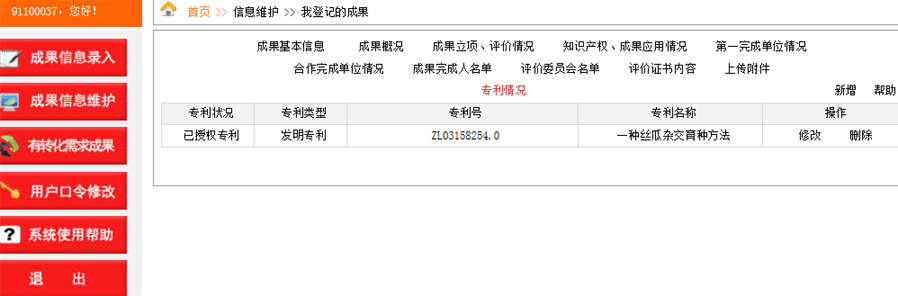 91100037，您好！
首页 >> 信息维护 >> 我登记的成果
成果信息录入
成果信息维护
有转化需求成果
用户口令修改
系统使用帮助
退 出
成果基本信息 成果概况 成果立项、评价情况 知识产权、成果应用情况 第一完成单位情况
合作完成单位情况 成果完成人名单 评价委员会名单 评价证书内容 上传附件
专利情况 新增 帮助
专利状况 专利类型 专利号 专利名称 操作
已授权专利 发明专利 ZL03158254.0 一种丝瓜杂交育种方法 修改 删除